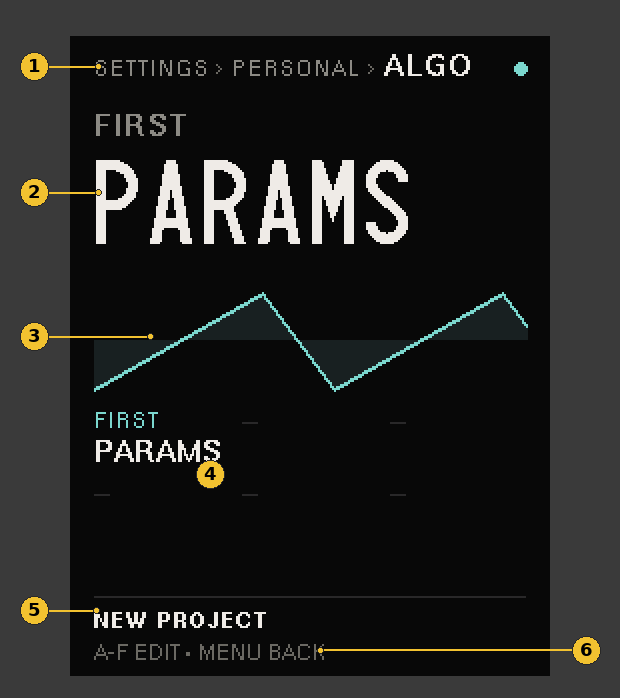 1 SETTINGS > PERSONAL > ALGO
FIRST
2 PARAMS
3
FIRST
PARAMS
4
5 NEW PROJECT
A-F EDIT · MENU BACK 6